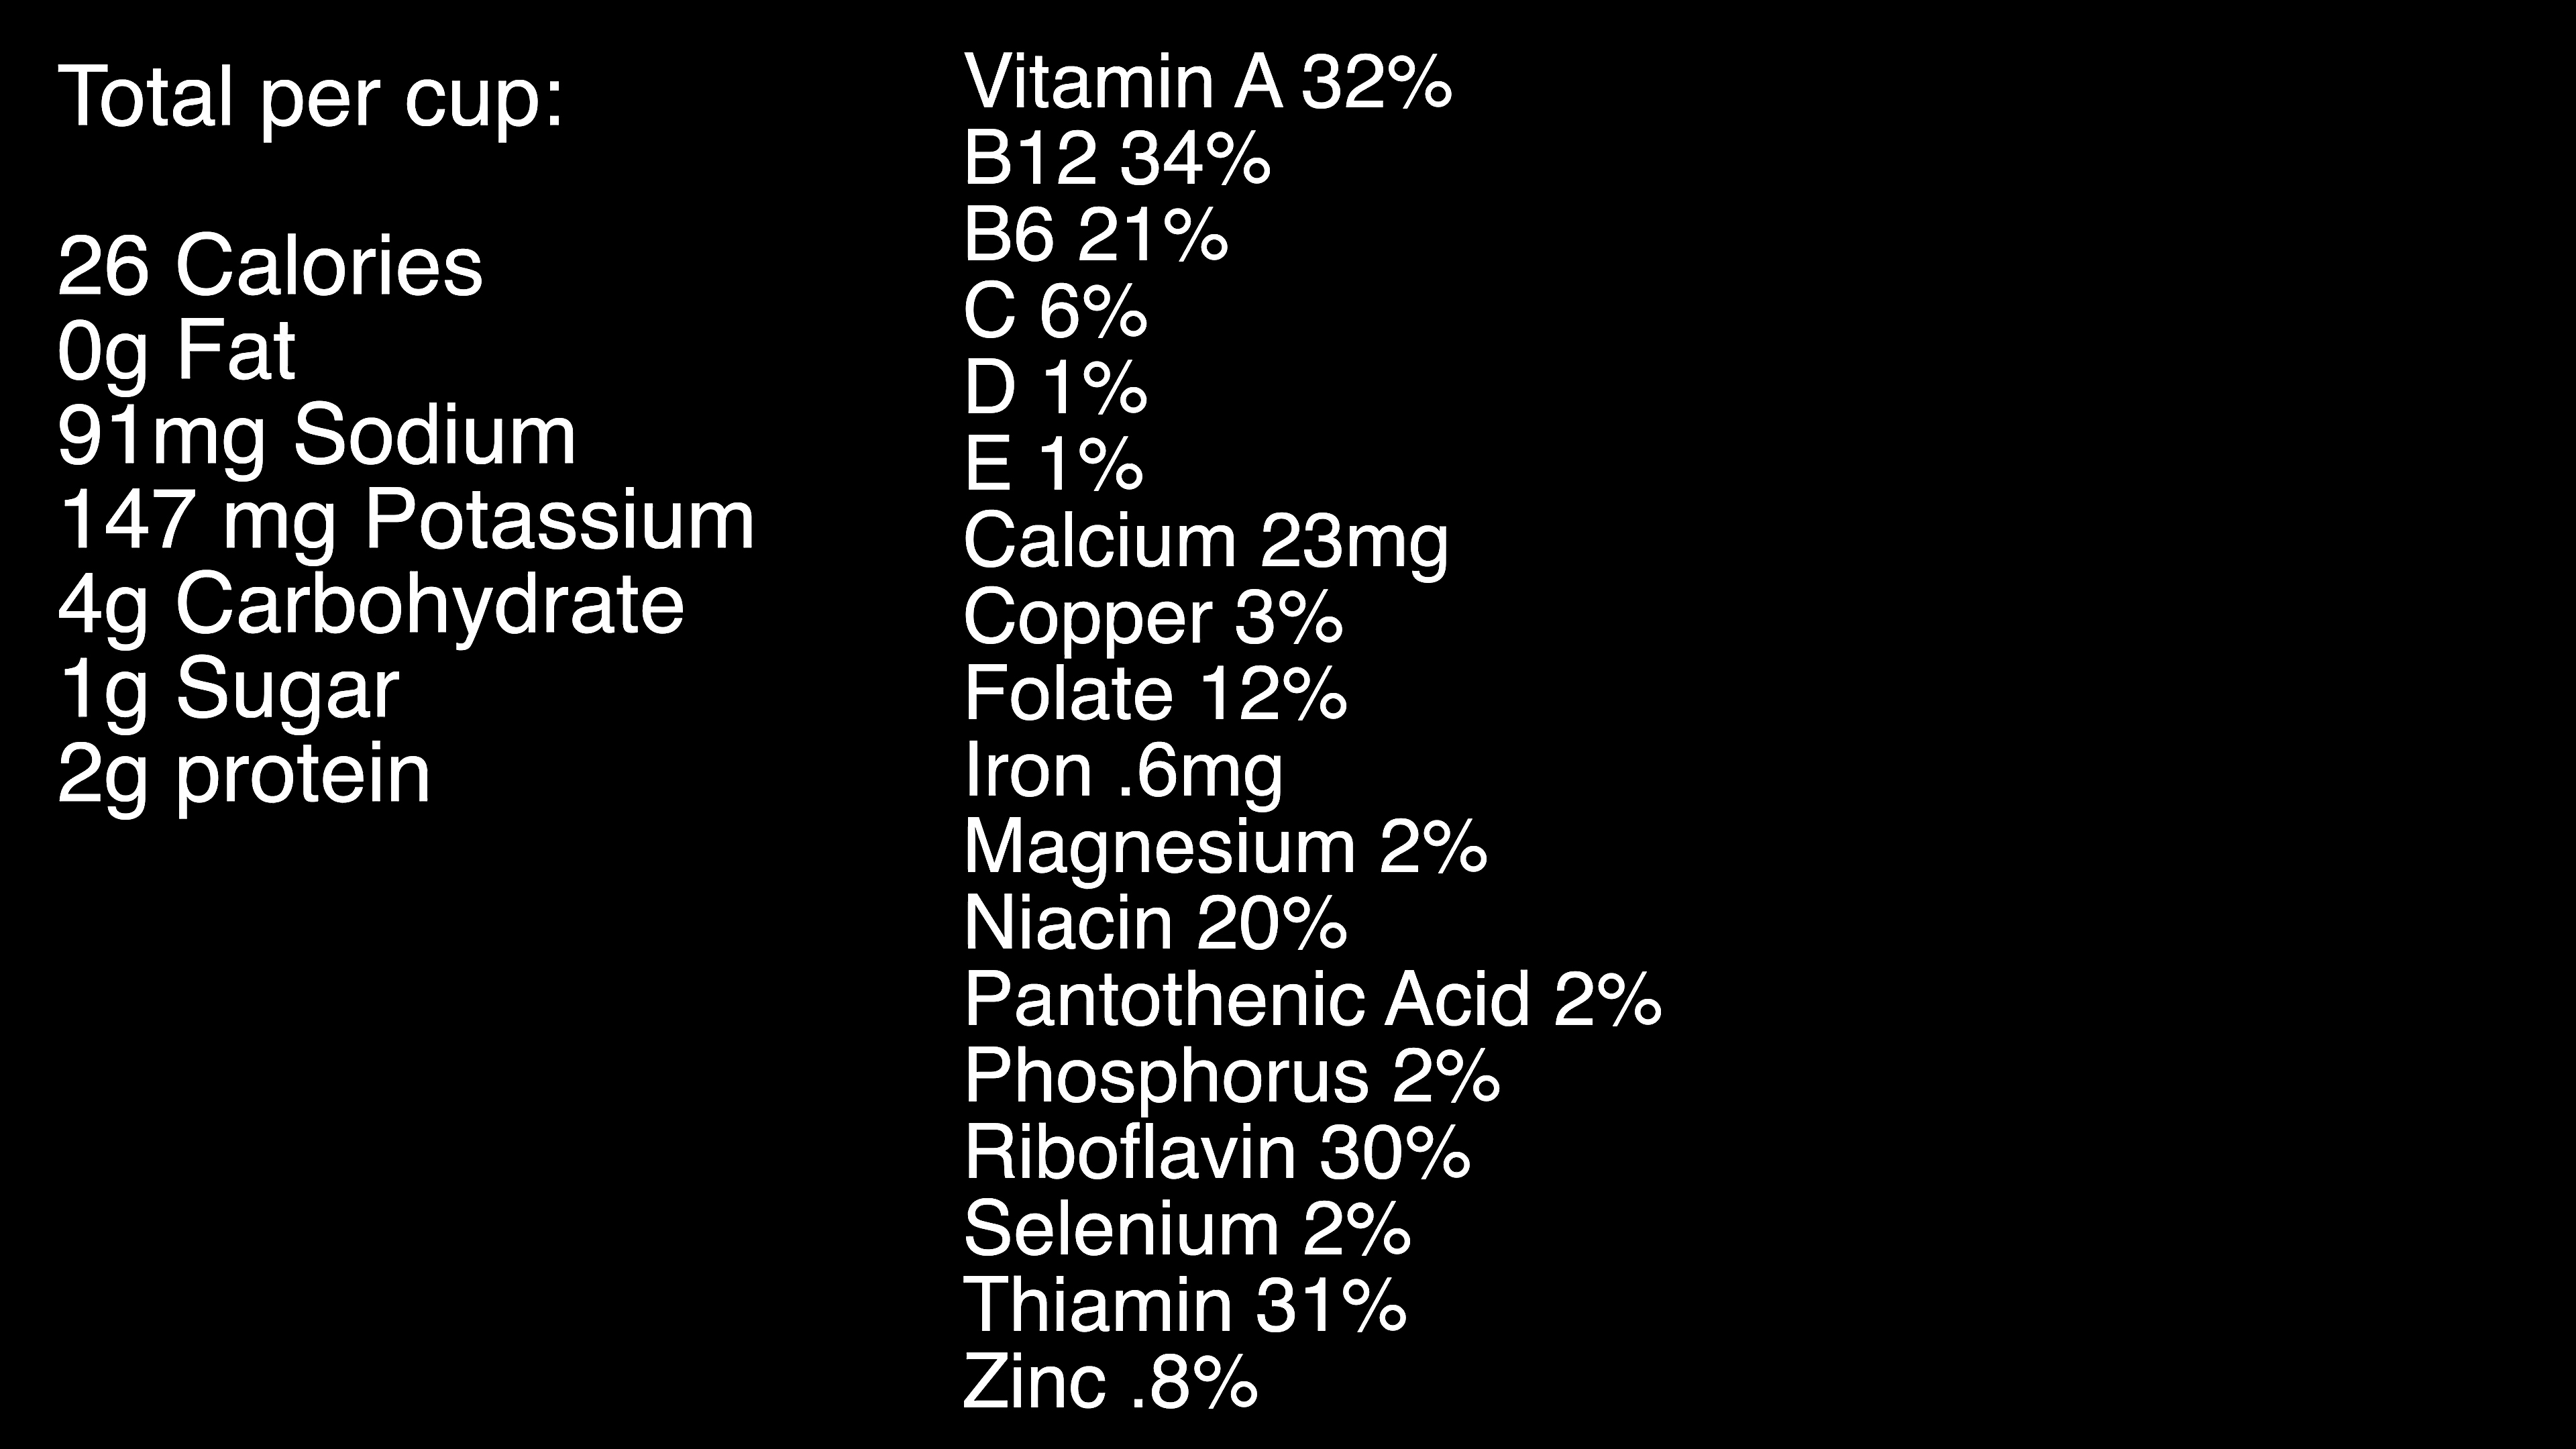 Total per cup:
26 Calories
0g Fat
91mg Sodium
147 mg Potassium
4g Carbohydrate
1g Sugar
2g protein
Vitamin A 32%
B12 34%
B6 21%
C 6%
D 1%
E 1%
Calcium 23mg
Copper 3%
Folate 12%
Iron .6mg
Magnesium 2%
Niacin 20%
Pantothenic Acid 2%
Phosphorus 2%
Riboflavin 30%
Selenium 2%
Thiamin 31%
Zinc .8%